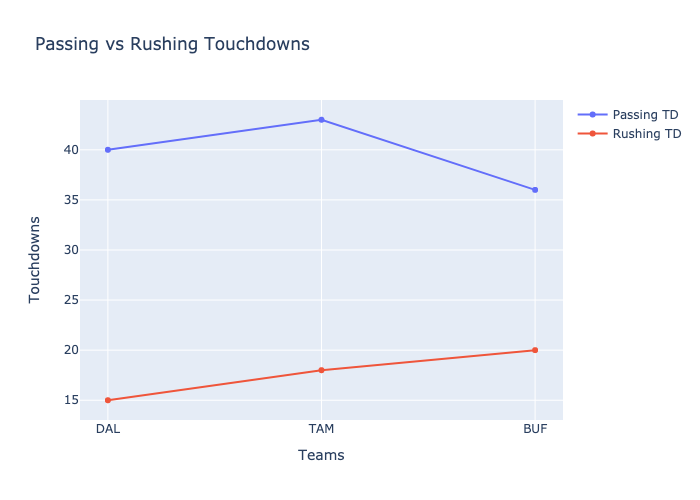 Passing vs Rushing Touchdowns
Passing TD
Rushing TD
40
35
30
25
20
15
Touchdowns
DAL
TAM
BUF
Teams